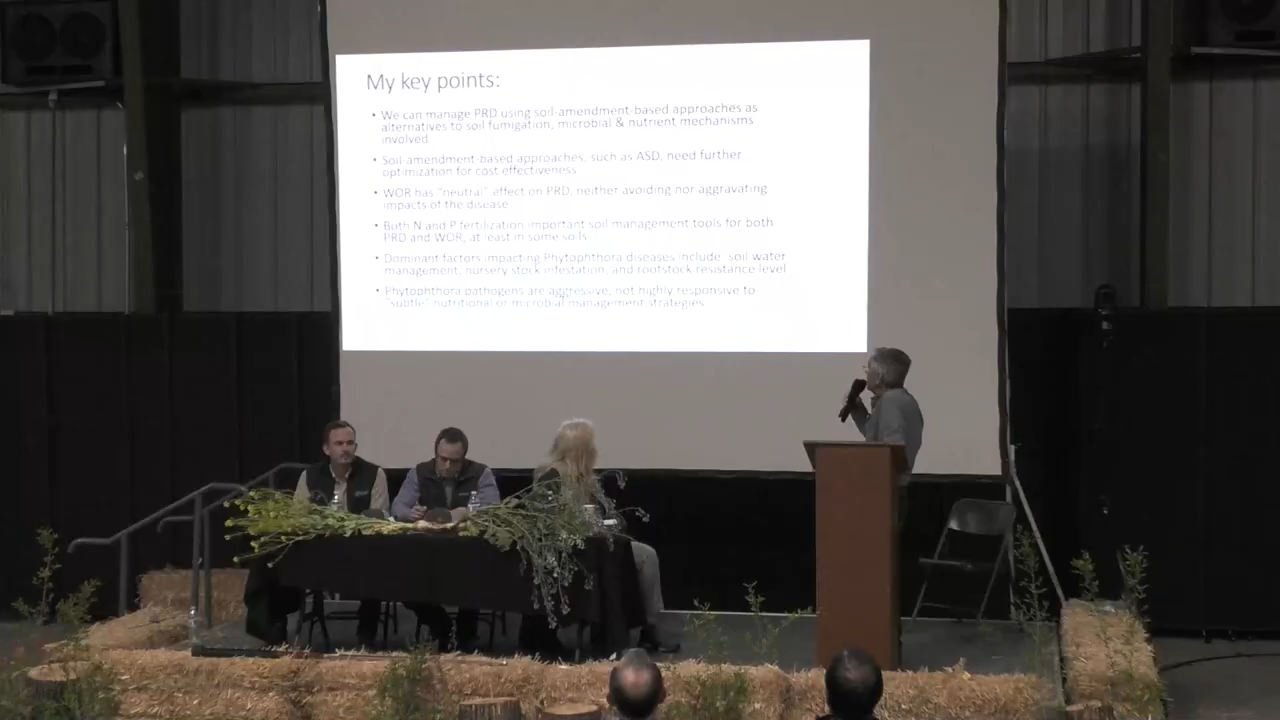 My key points:
• We can manage PRD using soil-amendment-based approaches as
alternatives to soil fumigation, microbial & nutrient mechanisms
involved
• Soil-amendment-based approaches, such as ASD, need further
optimization for cost effectiveness
• WOR has "neutral" effect on PRD, neither avoiding nor aggravating
impacts of the disease
• Both N and P fertilization important soil management tools for both
PRD and WOR, at least in some soils
• Dominant factors impacting Phytophthora diseases include: soil water
management, nursery stock infestation, and rootstock resistance level
• Phytophthora pathogens are aggressive, not highly responsive to
"subtle" nutritional or microbial management strategies